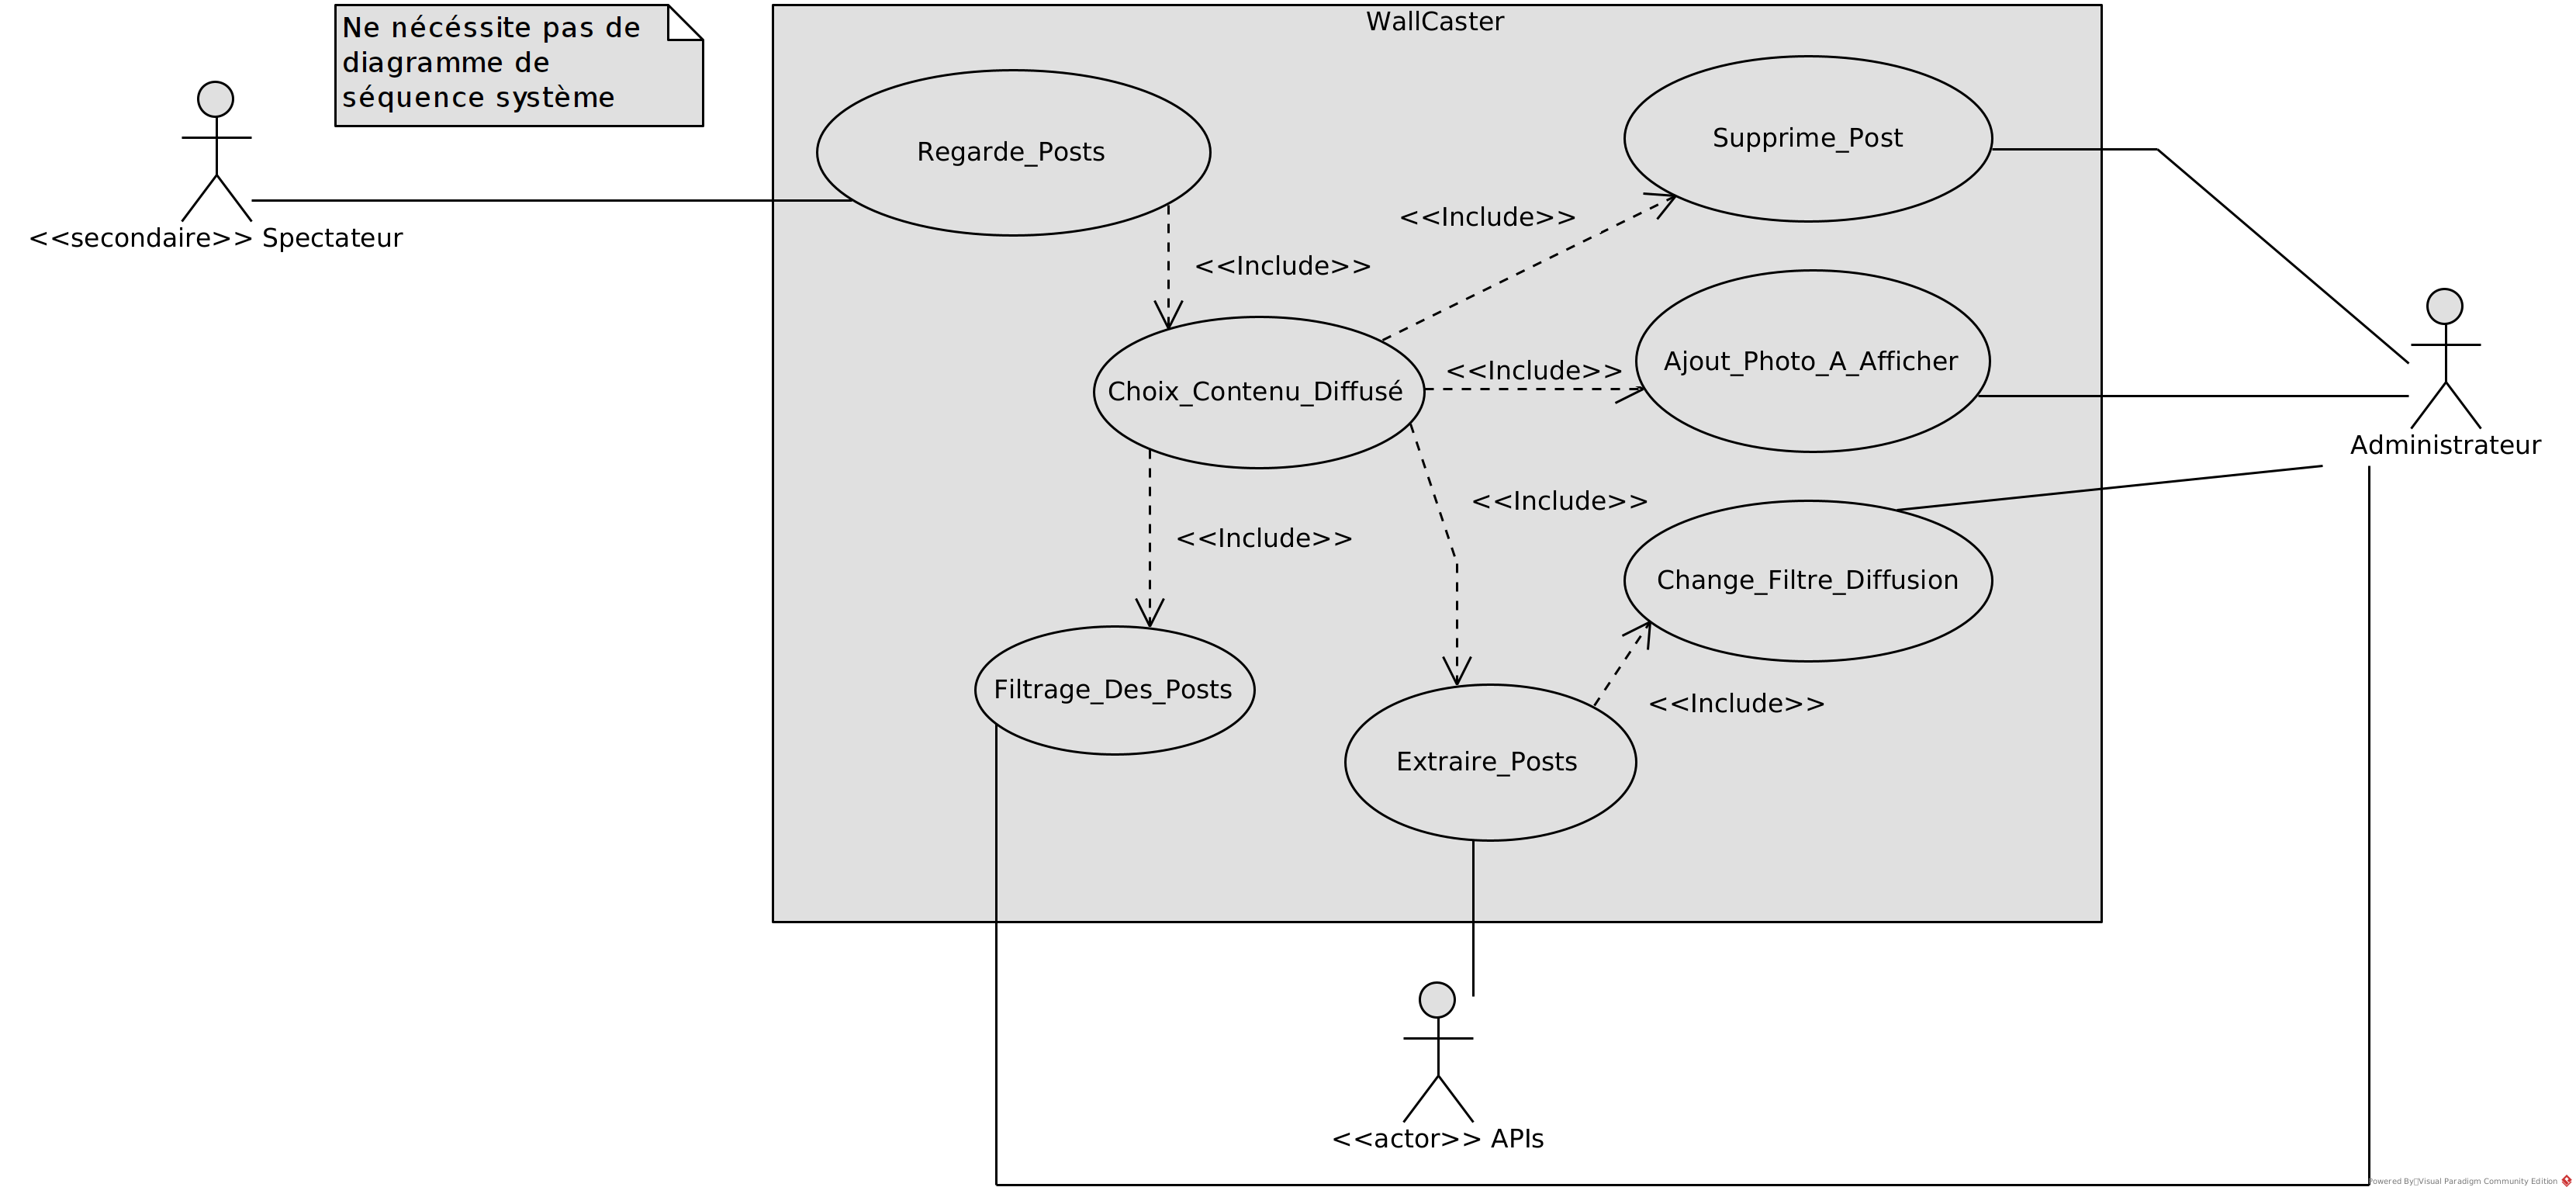 Ne nécéssite pas de
diagramme de
séquence système
WallCaster
Regarde_Posts
Supprime_Post
<<Include>>
<<secondaire>> Spectateur
<<Include>>
Ajout_Photo_A_Afficher
<<Include>>
Choix_Contenu_Diffusé
Administrateur
<<Include>>
<<Include>>
Change_Filtre_Diffusion
Filtrage_Des_Posts
<<Include>>
Extraire_Posts
<<actor>> APIs
Powered By Visual Paradigm Community Edition